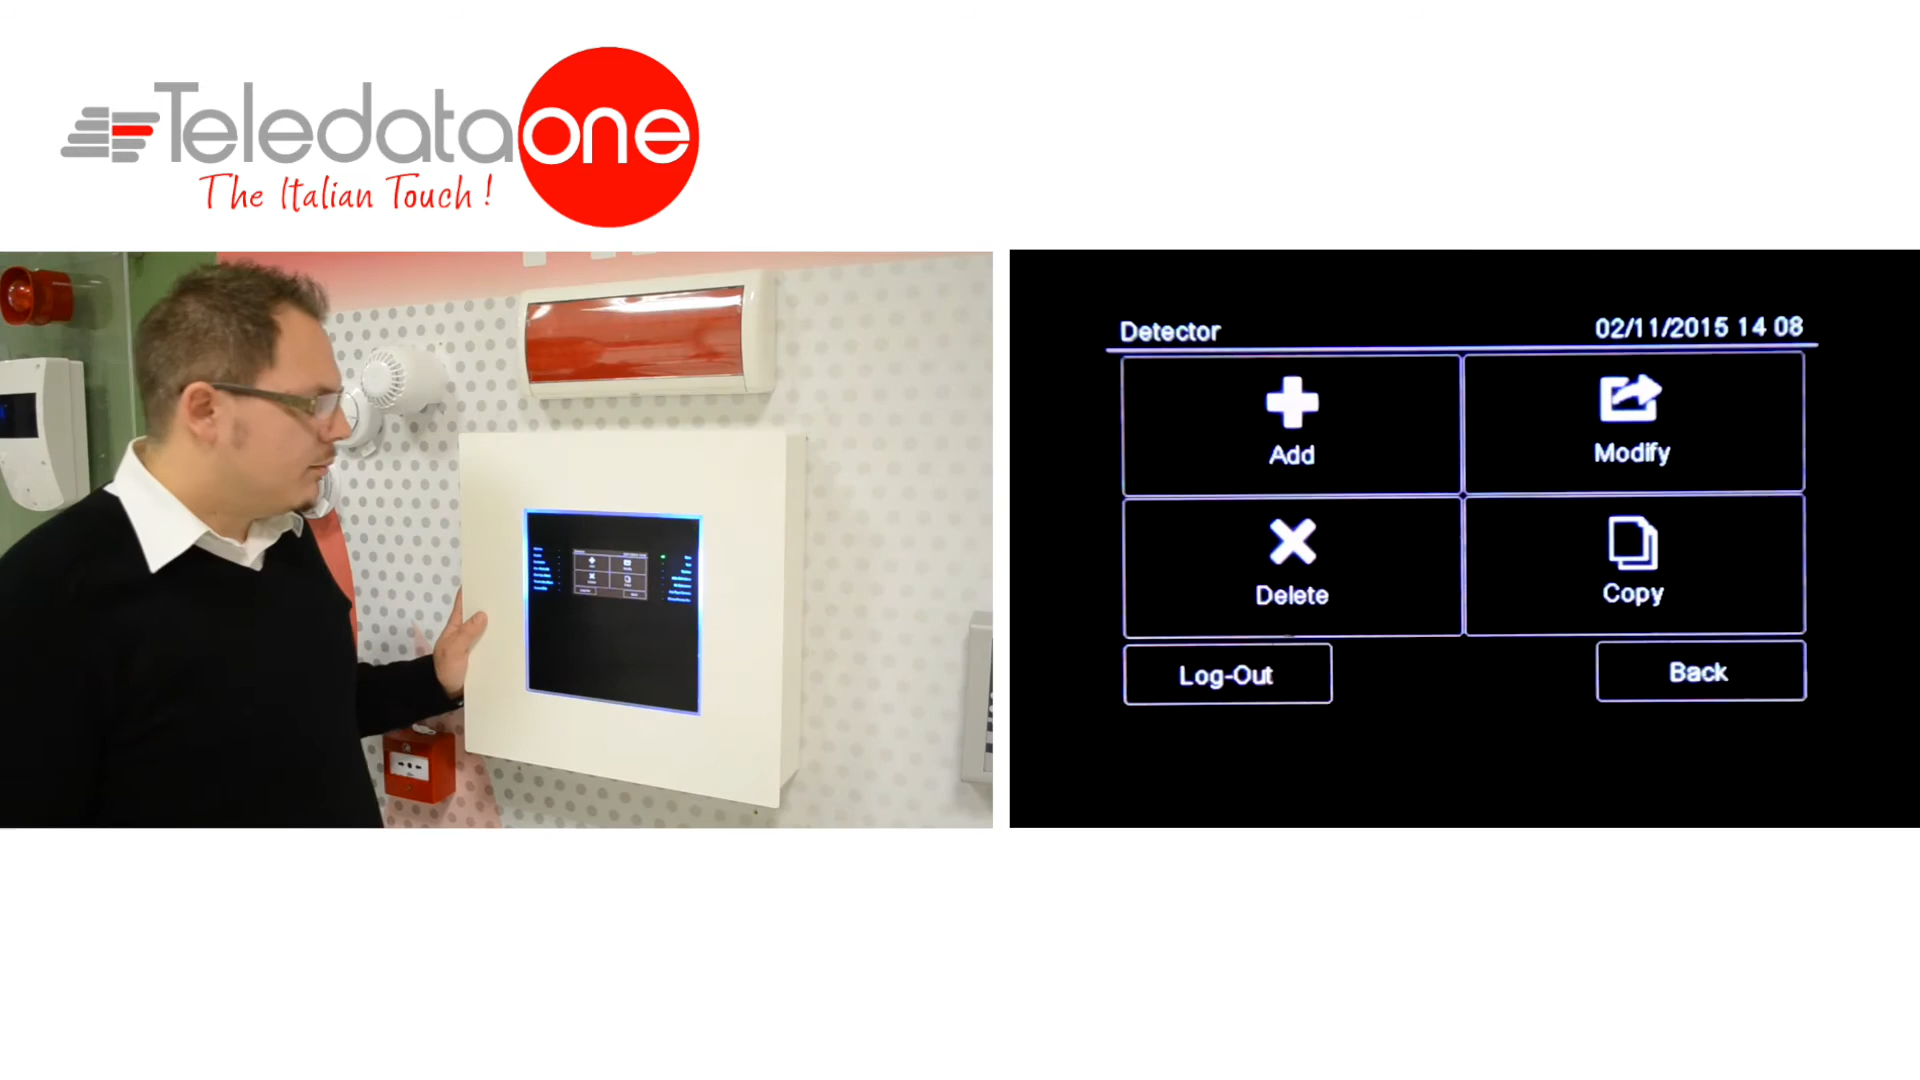 Teledata one
The Italian Touch !
Detector
02/11/2015 14 08
Add
Modify
Delete
Copy
Log-Out
Back